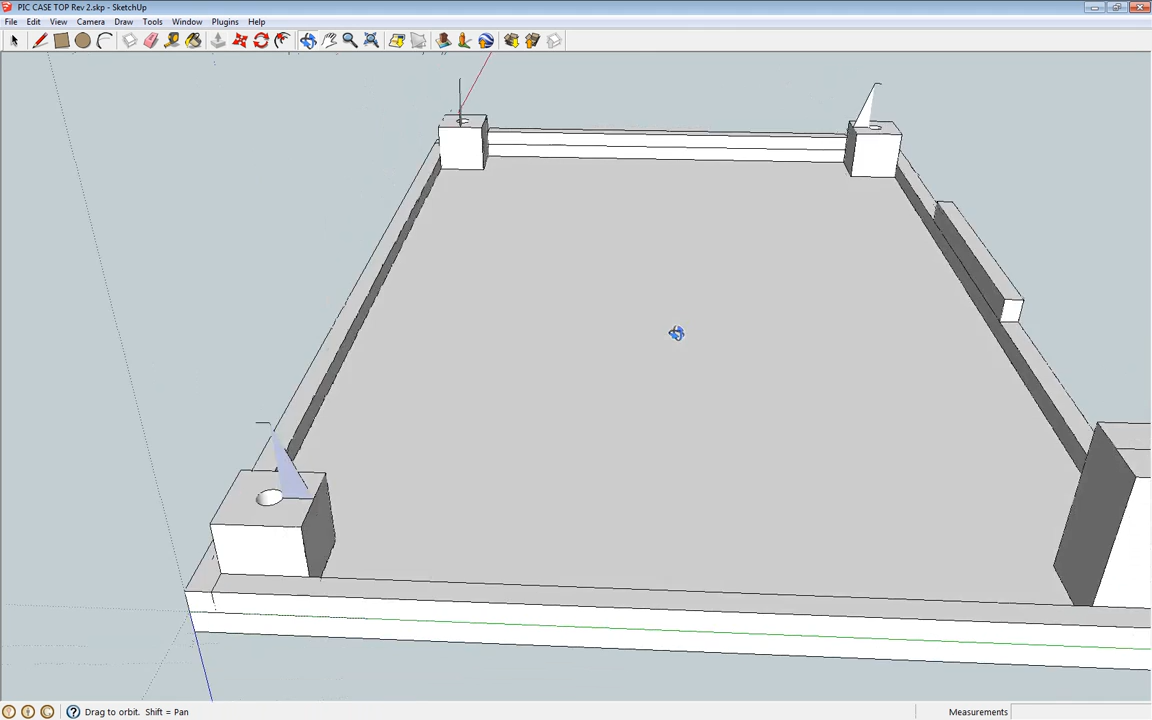 PIC CASE TOP Rev 2.skp - SketchUp
File Edit View Camera Draw Tools Window Plugins Help
Drag to orbit. Shift = Pan
Measurements